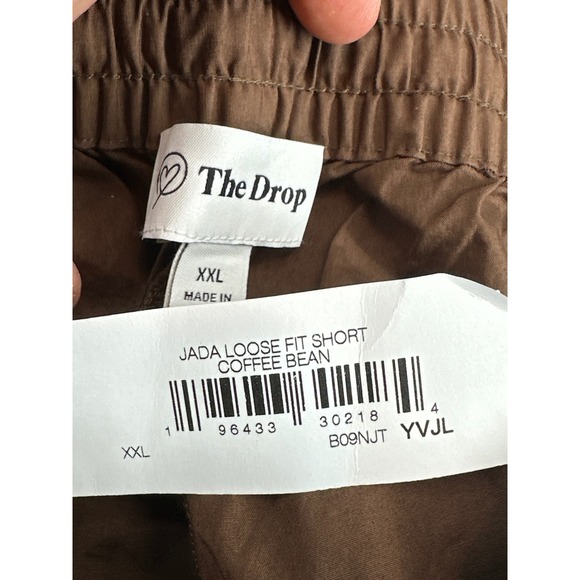 The Drop
XXL
MADE IN
JADA LOOSE FIT SHORT
COFFEE BEAN
1 96433 30218 4
XXL B09NJT YVJL